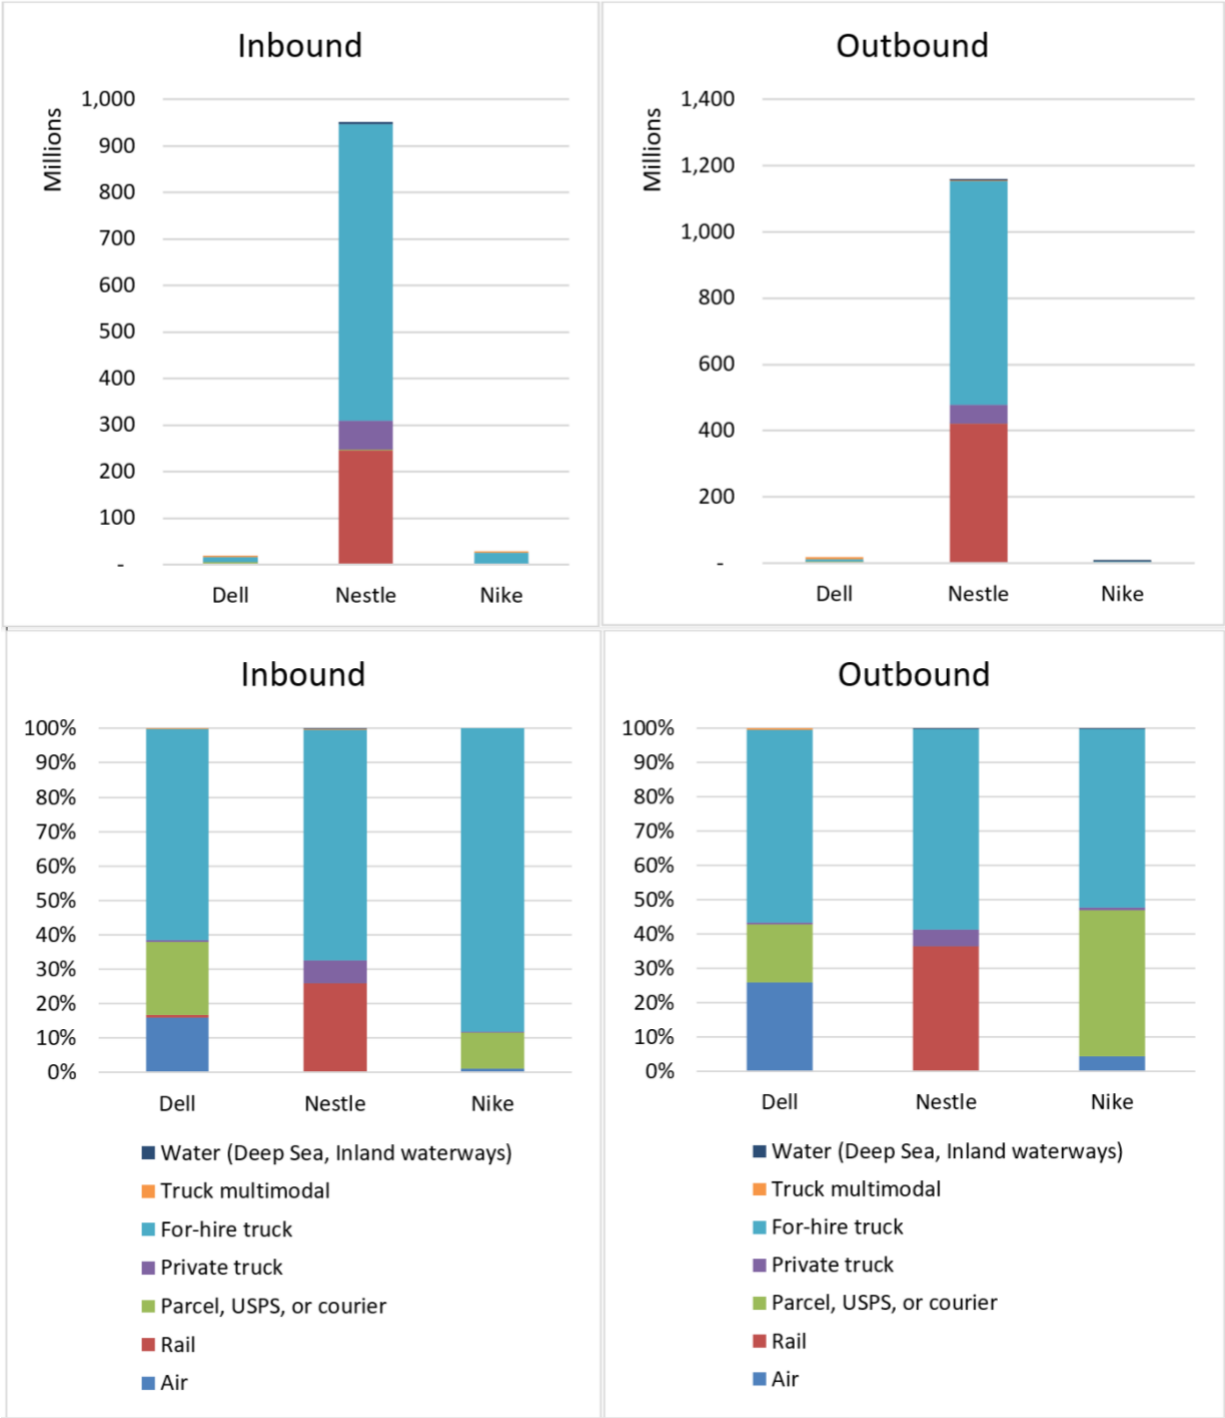 Inbound
Millions
1,000
900
800
700
600
500
400
300
200
100
-
Dell Nestle Nike
Outbound
Millions
1,400
1,200
1,000
800
600
400
200
-
Dell Nestle Nike
Inbound
100%
90%
80%
70%
60%
50%
40%
30%
20%
10%
0%
Dell Nestle Nike
Water (Deep Sea, Inland waterways)
Truck multimodal
For-hire truck
Private truck
Parcel, USPS, or courier
Rail
Air
Outbound
100%
90%
80%
70%
60%
50%
40%
30%
20%
10%
0%
Dell Nestle Nike
Water (Deep Sea, Inland waterways)
Truck multimodal
For-hire truck
Private truck
Parcel, USPS, or courier
Rail
Air